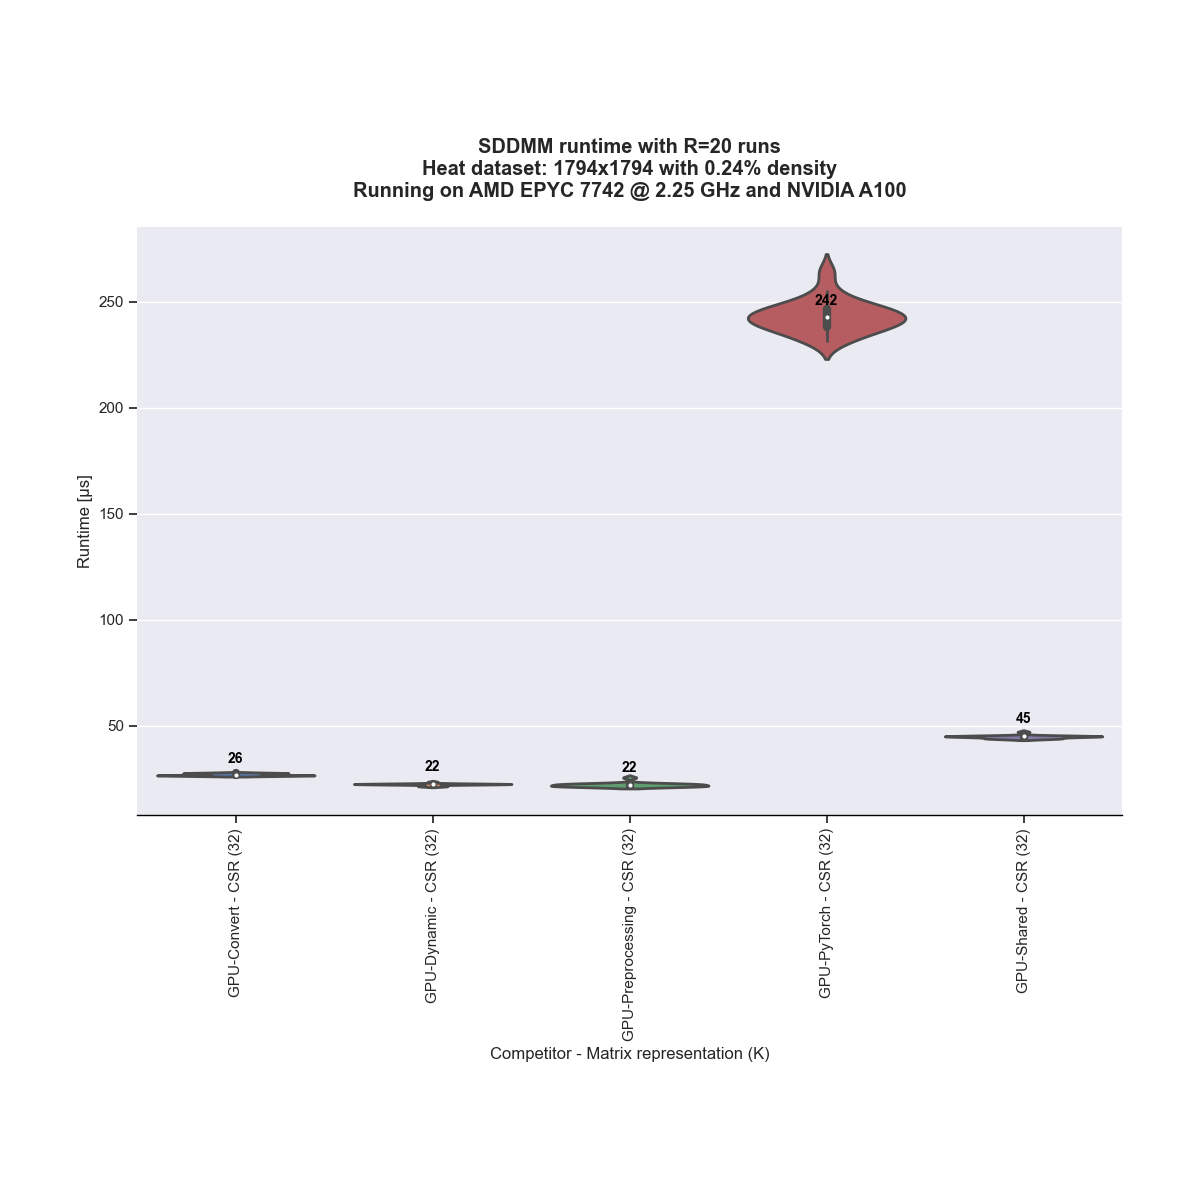 SDDMM runtime with R=20 runs
Heat dataset: 1794x1794 with 0.24% density
Running on AMD EPYC 7742 @ 2.25 GHz and NVIDIA A100
Runtime [µs]
250
200
150
100
50
26
22
22
242
45
GPU-Convert - CSR (32)
GPU-Dynamic - CSR (32)
GPU-Preprocessing - CSR (32)
GPU-PyTorch - CSR (32)
GPU-Shared - CSR (32)
Competitor - Matrix representation (K)